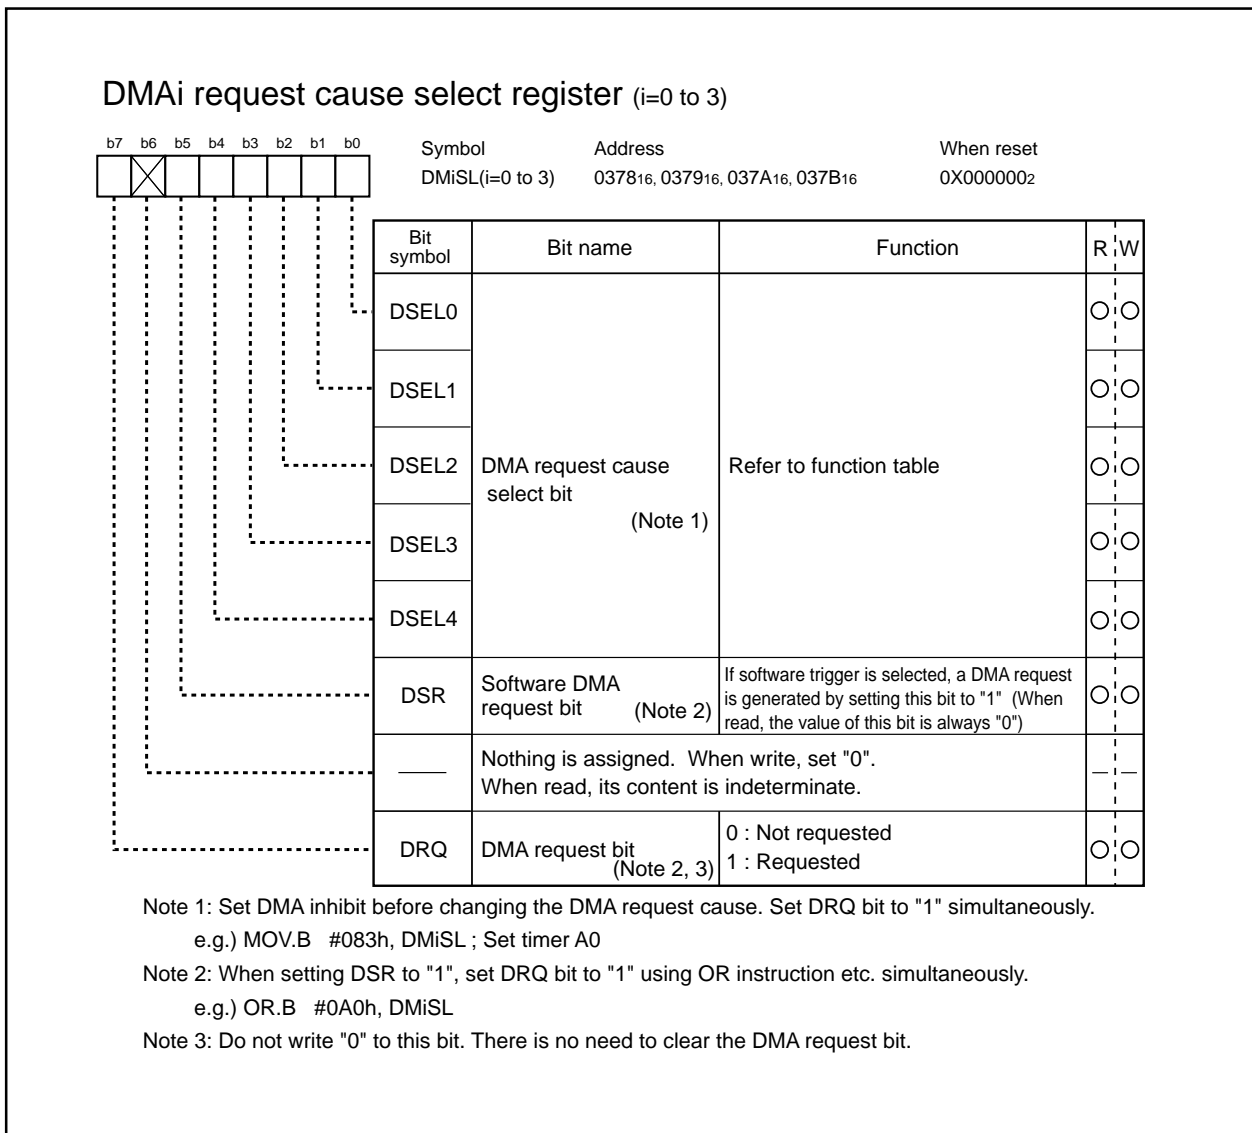 DMAi request cause select register (i=0 to 3)
b7 b6 b5 b4 b3 b2 b1 b0
Symbol Address When reset
DMiSL(i=0 to 3) 037816, 037916, 037A16, 037B16 0X0000002
Bit symbol Bit name Function R W
DSEL0
DSEL1
DSEL2 DMA request cause Refer to function table
select bit
(Note 1)
DSEL3
DSEL4
DSR Software DMA request bit (Note 2)
If software trigger is selected, a DMA request
is generated by setting this bit to "1" (When
read, the value of this bit is always "0")
Nothing is assigned. When write, set "0".
When read, its content is indeterminate.
DRQ DMA request bit (Note 2, 3)
0 : Not requested
1 : Requested
Note 1: Set DMA inhibit before changing the DMA request cause. Set DRQ bit to "1" simultaneously.
e.g.) MOV.B #083h, DMiSL ; Set timer A0
Note 2: When setting DSR to "1", set DRQ bit to "1" using OR instruction etc. simultaneously.
e.g.) OR.B #0A0h, DMiSL
Note 3: Do not write "0" to this bit. There is no need to clear the DMA request bit.